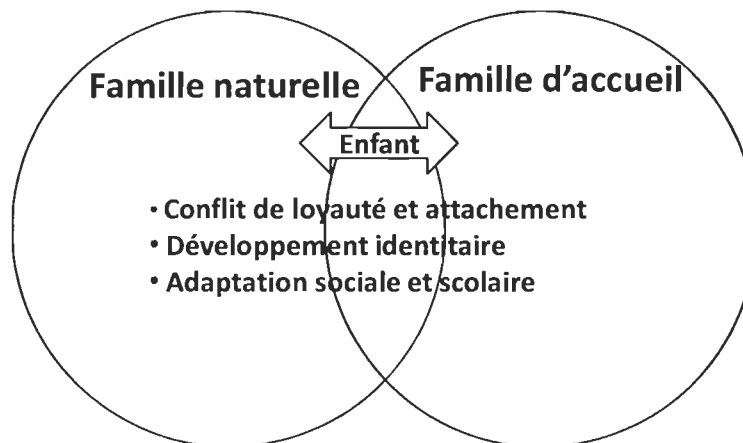 Famille naturelle
Famille d'accueil
Enfant
• Conflit de loyauté et attachement
• Développement identitaire
• Adaptation sociale et scolaire